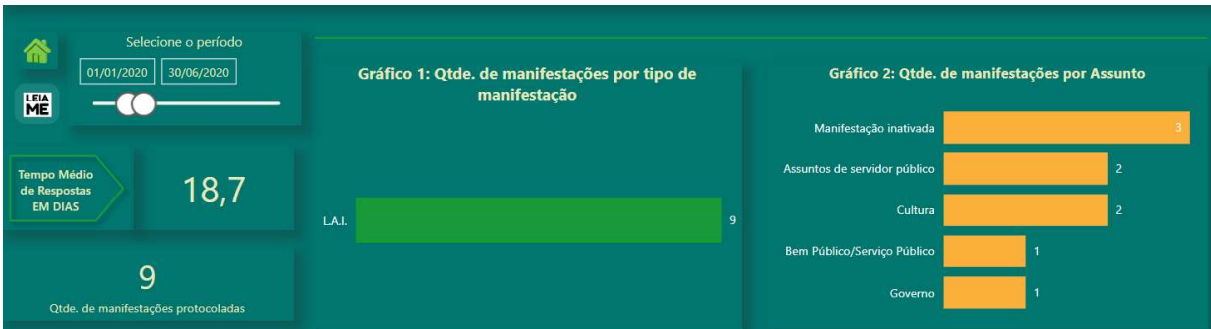 Selecione o período
01/01/2020 30/06/2020
LEIA
ME
Tempo Médio
de Respostas
EM DIAS
18,7
9
Qtde. de manifestações protocoladas
Gráfico 1: Qtde. de manifestações por tipo de
manifestação
L.A.I. 9
Gráfico 2: Qtde. de manifestações por Assunto
Manifestação inativada 3
Assuntos de servidor público 2
Cultura 2
Bem Público/Serviço Público 1
Governo 1